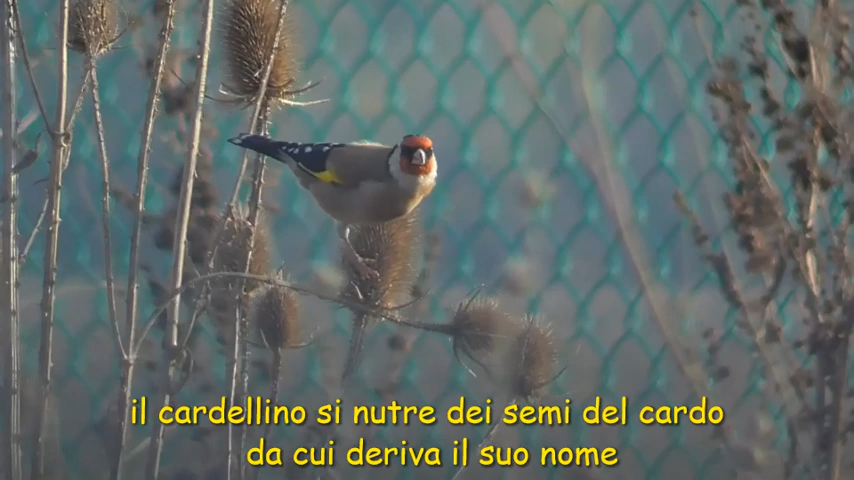 il cardellino si nutre dei semi del cardo
da cui deriva il suo nome